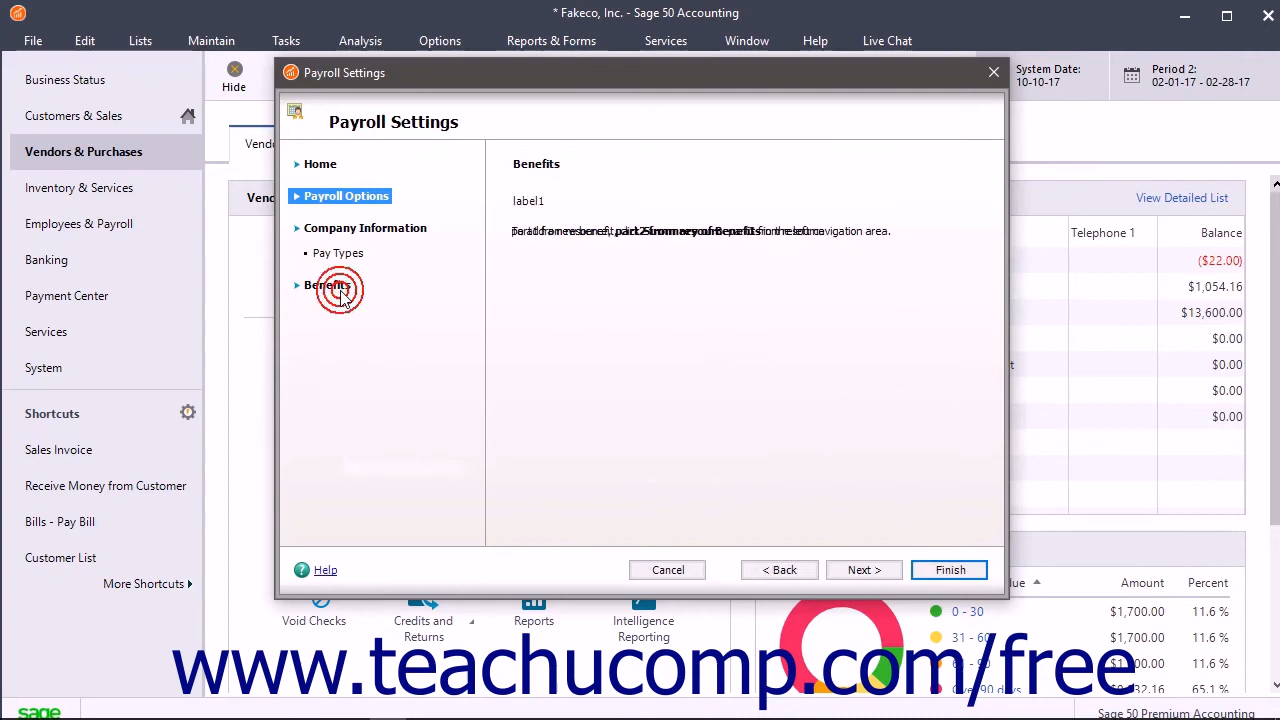 * Fakeco, Inc. - Sage 50 Accounting
File Edit Lists Maintain Tasks Analysis Options Reports & Forms Services Window Help Live Chat
Business Status
Customers & Sales
Vendors & Purchases
Inventory & Services
Employees & Payroll
Banking
Payment Center
Services
System
Shortcuts
Sales Invoice
Receive Money from Customer
Bills - Pay Bill
Customer List
More Shortcuts
sage
Hide
System Date:
10-10-17
Period 2:
02-01-17 - 02-28-17
Payroll Settings
Payroll Settings
Home
Payroll Options
Company Information
Pay Types
Benefits
Benefits
label1
navigation area.
Help
Cancel
< Back
Next >
Finish
View Detailed List
Telephone 1 Balance
($22.00)
$1,054.16
$13,600.00
$0.00
$0.00
$0.00
$0.00
Void Checks
Credits and
Returns
Reports
Intelligence
Reporting
Amount Percent
0 - 30 $1,700.00 11.6 %
31 - 60 $1,700.00 11.6 %
11.6 %
65.1 %
www.teachucomp.com/free
Sage 50 Premium Accounting